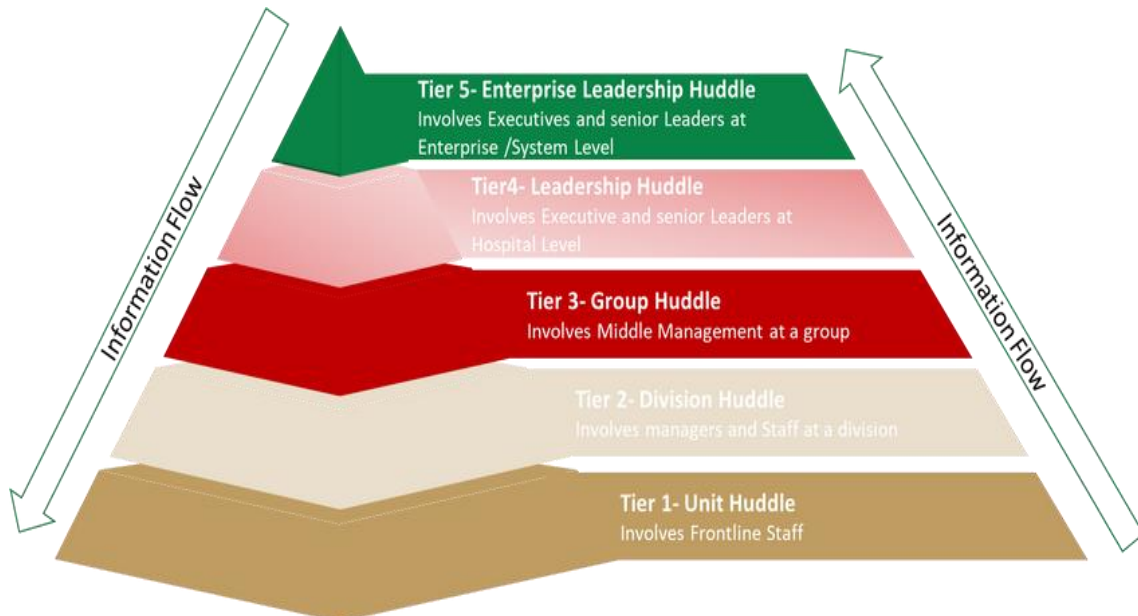 Tier 5- Enterprise Leadership Huddle
Involves Executives and senior Leaders at
Enterprise /System Level
Tier4- Leadership Huddle
Involves Executive and senior Leaders at
Hospital Level
Tier 3- Group Huddle
Involves Middle Management at a group
Tier 2- Division Huddle
Involves managers and Staff at a division
Tier 1- Unit Huddle
Involves Frontline Staff
Information Flow
Information Flow